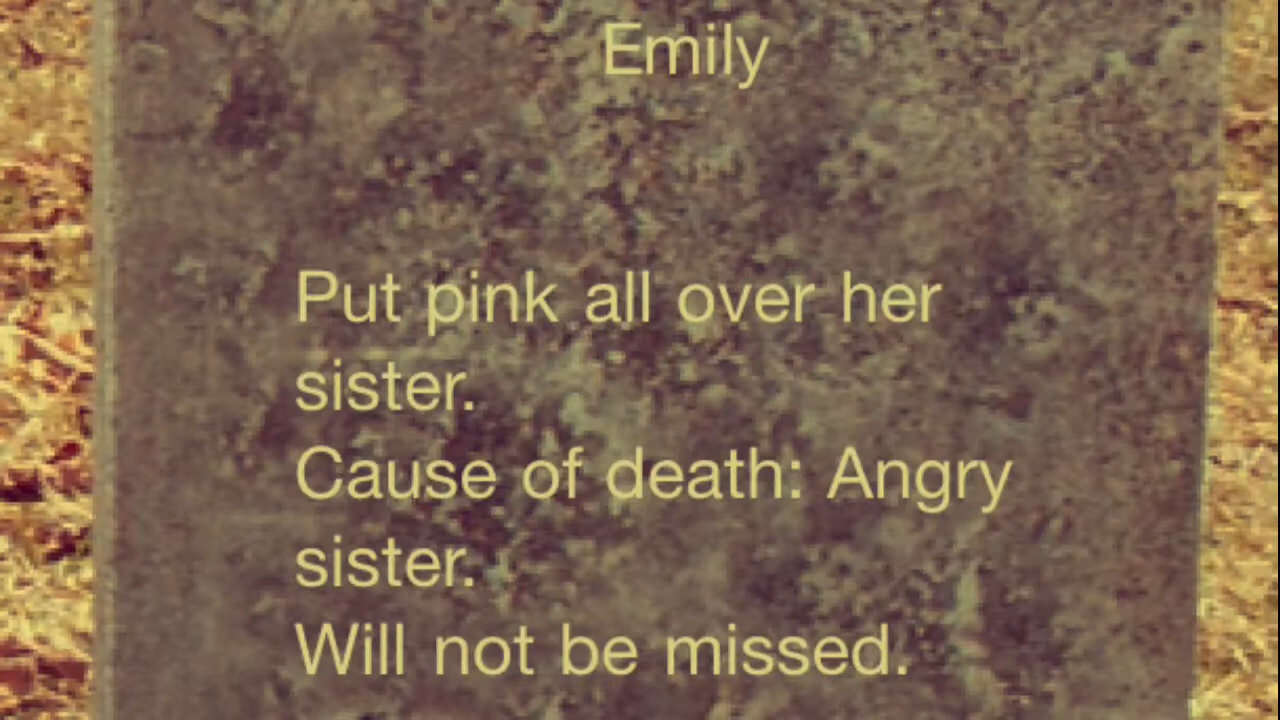 Emily
Put pink all over her
sister.
Cause of death: Angry
sister.
Will not be missed.